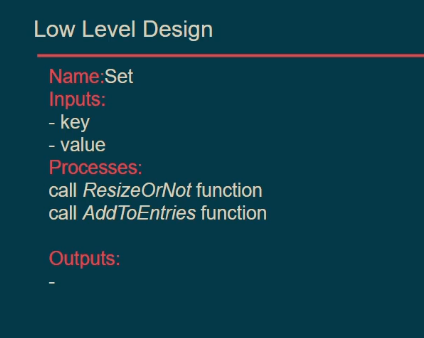 Low Level Design
Name:Set
Inputs:
- key
- value
Processes:
call ResizeOrNot function
call AddToEntries function
Outputs:
-